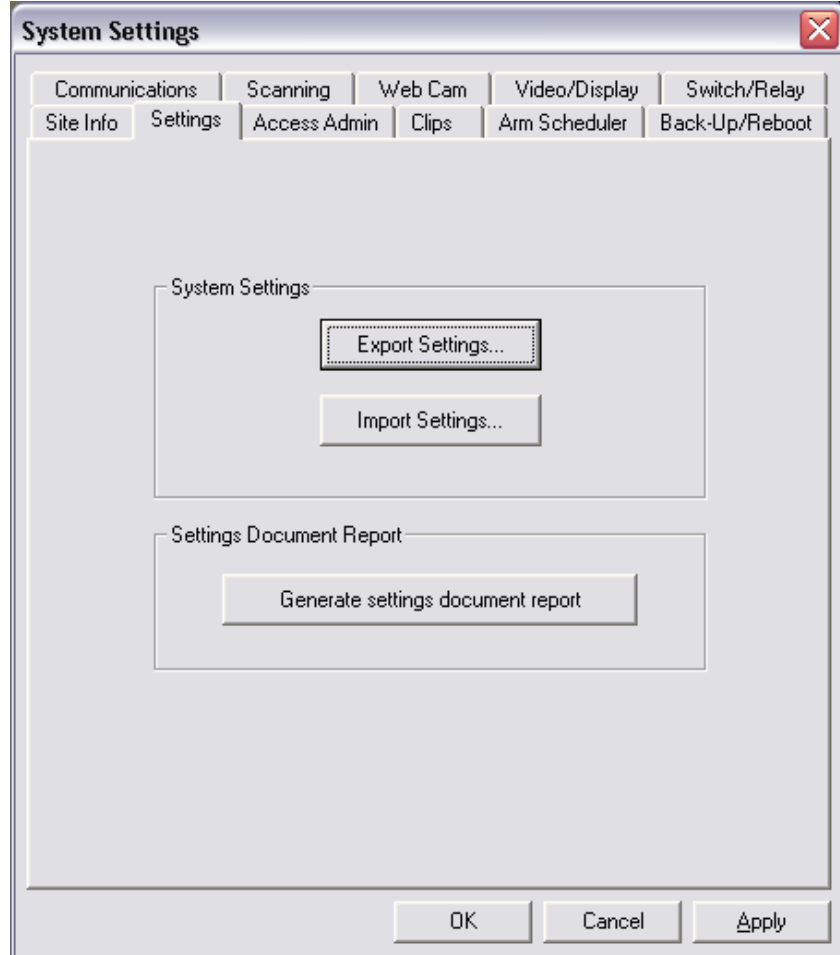 System Settings
Communications Scanning Web Cam Video/Display Switch/Relay
Site Info Settings Access Admin Clips Arm Scheduler Back-Up/Reboot
System Settings
Export Settings...
Import Settings...
Settings Document Report
Generate settings document report
OK Cancel Apply